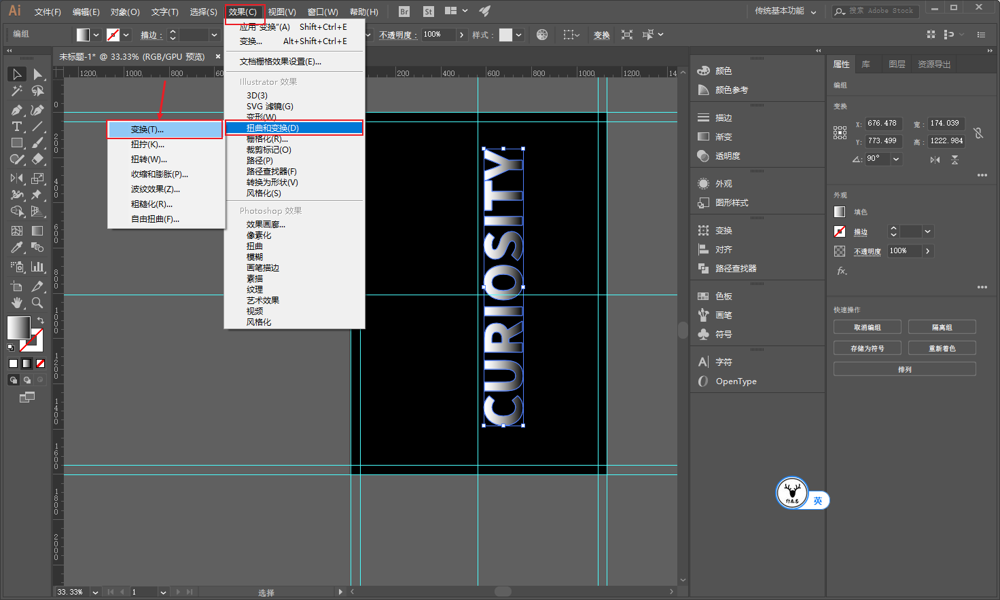 Ai 文件(F) 编辑(E) 对象(O) 文字(T) 选择(S) 效果(C) 视图(V) 窗口(W) 帮助(H) Br St 传统基本功能 搜索 Adobe Stock
编组 描边: 不透明度: 100% 样式: 变换
未标题-1* @ 33.33% (RGB/GPU 预览) ×
1200 1000 800 60 200 400 600 800 1000 1200 14
0
200
400
600
800
1000
1200
1400
1600
1800
2000
应用“变换”(A) Shift+Ctrl+E
变换... Alt+Shift+Ctrl+E
文档栅格效果设置(E)...
Illustrator 效果
3D(3)
SVG 滤镜(G)
变形(W)
扭曲和变换(D)
栅格化(R)...
裁剪标记(O)
路径(P)
路径查找器(F)
转换为形状(V)
风格化(S)
Photoshop 效果
效果画廊...
像素化
扭曲
模糊
画笔描边
素描
纹理
艺术效果
视频
风格化
变换(T)...
扭拧(K)...
扭转(W)...
收缩和膨胀(P)...
波纹效果(Z)...
粗糙化(R)...
自由扭曲(F)...
CURIOSITY
颜色
颜色参考
描边
渐变
透明度
外观
图形样式
变换
对齐
路径查找器
色板
画笔
符号
字符
OpenType
属性 库 图层 资源导出
编组
变换
X: 676.478 宽: 174.039
Y: 773.499 高: 1222.984
90°
外观
填色
描边
不透明度 100%
fx.
快速操作
取消编组 隔离组
存储为符号 重新着色
排列
英
33.33% 1 选择